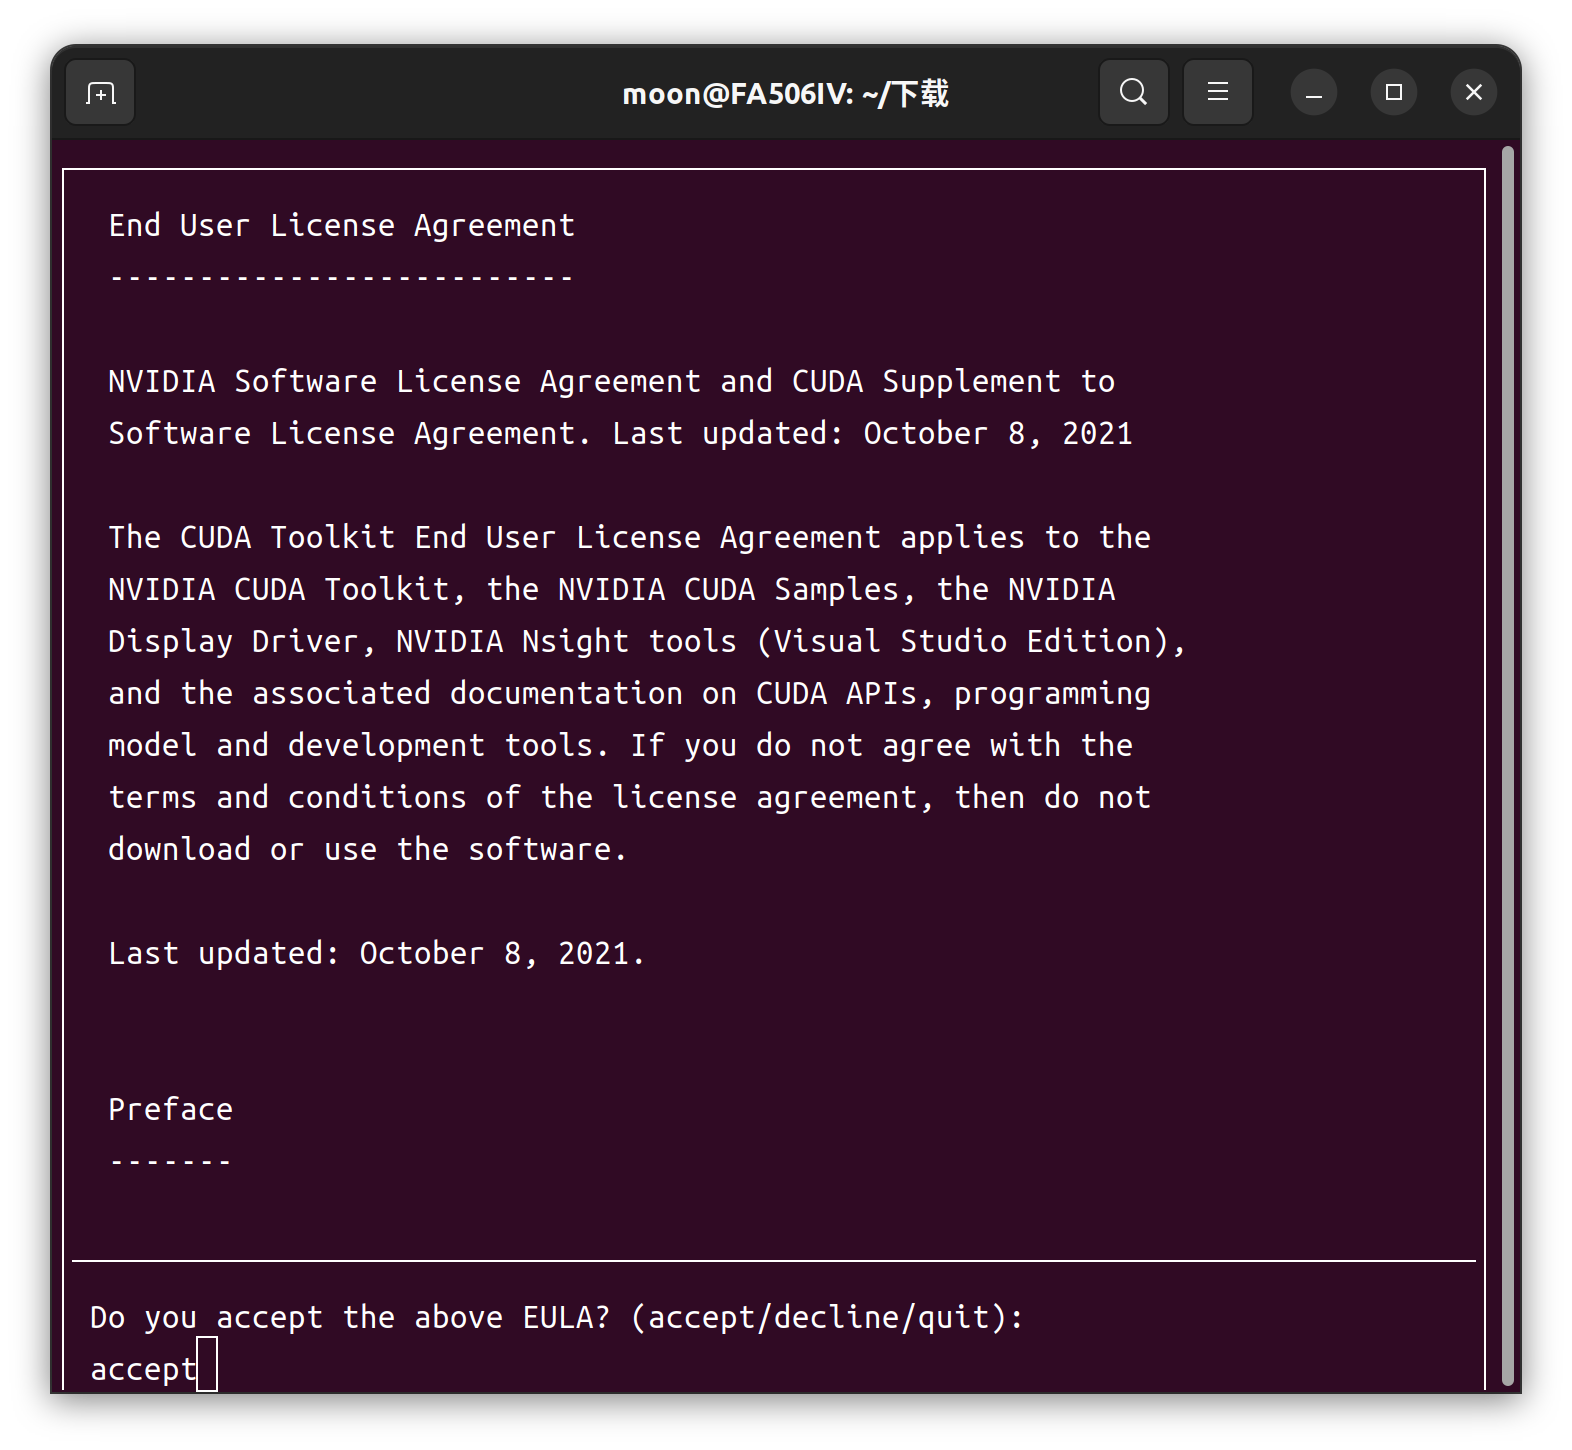 moon@FA506IV: ~/下载
End User License Agreement
--------------------------
NVIDIA Software License Agreement and CUDA Supplement to
Software License Agreement. Last updated: October 8, 2021
The CUDA Toolkit End User License Agreement applies to the
NVIDIA CUDA Toolkit, the NVIDIA CUDA Samples, the NVIDIA
Display Driver, NVIDIA Nsight tools (Visual Studio Edition),
and the associated documentation on CUDA APIs, programming
model and development tools. If you do not agree with the
terms and conditions of the license agreement, then do not
download or use the software.
Last updated: October 8, 2021.
Preface
-------
Do you accept the above EULA? (accept/decline/quit):
accept